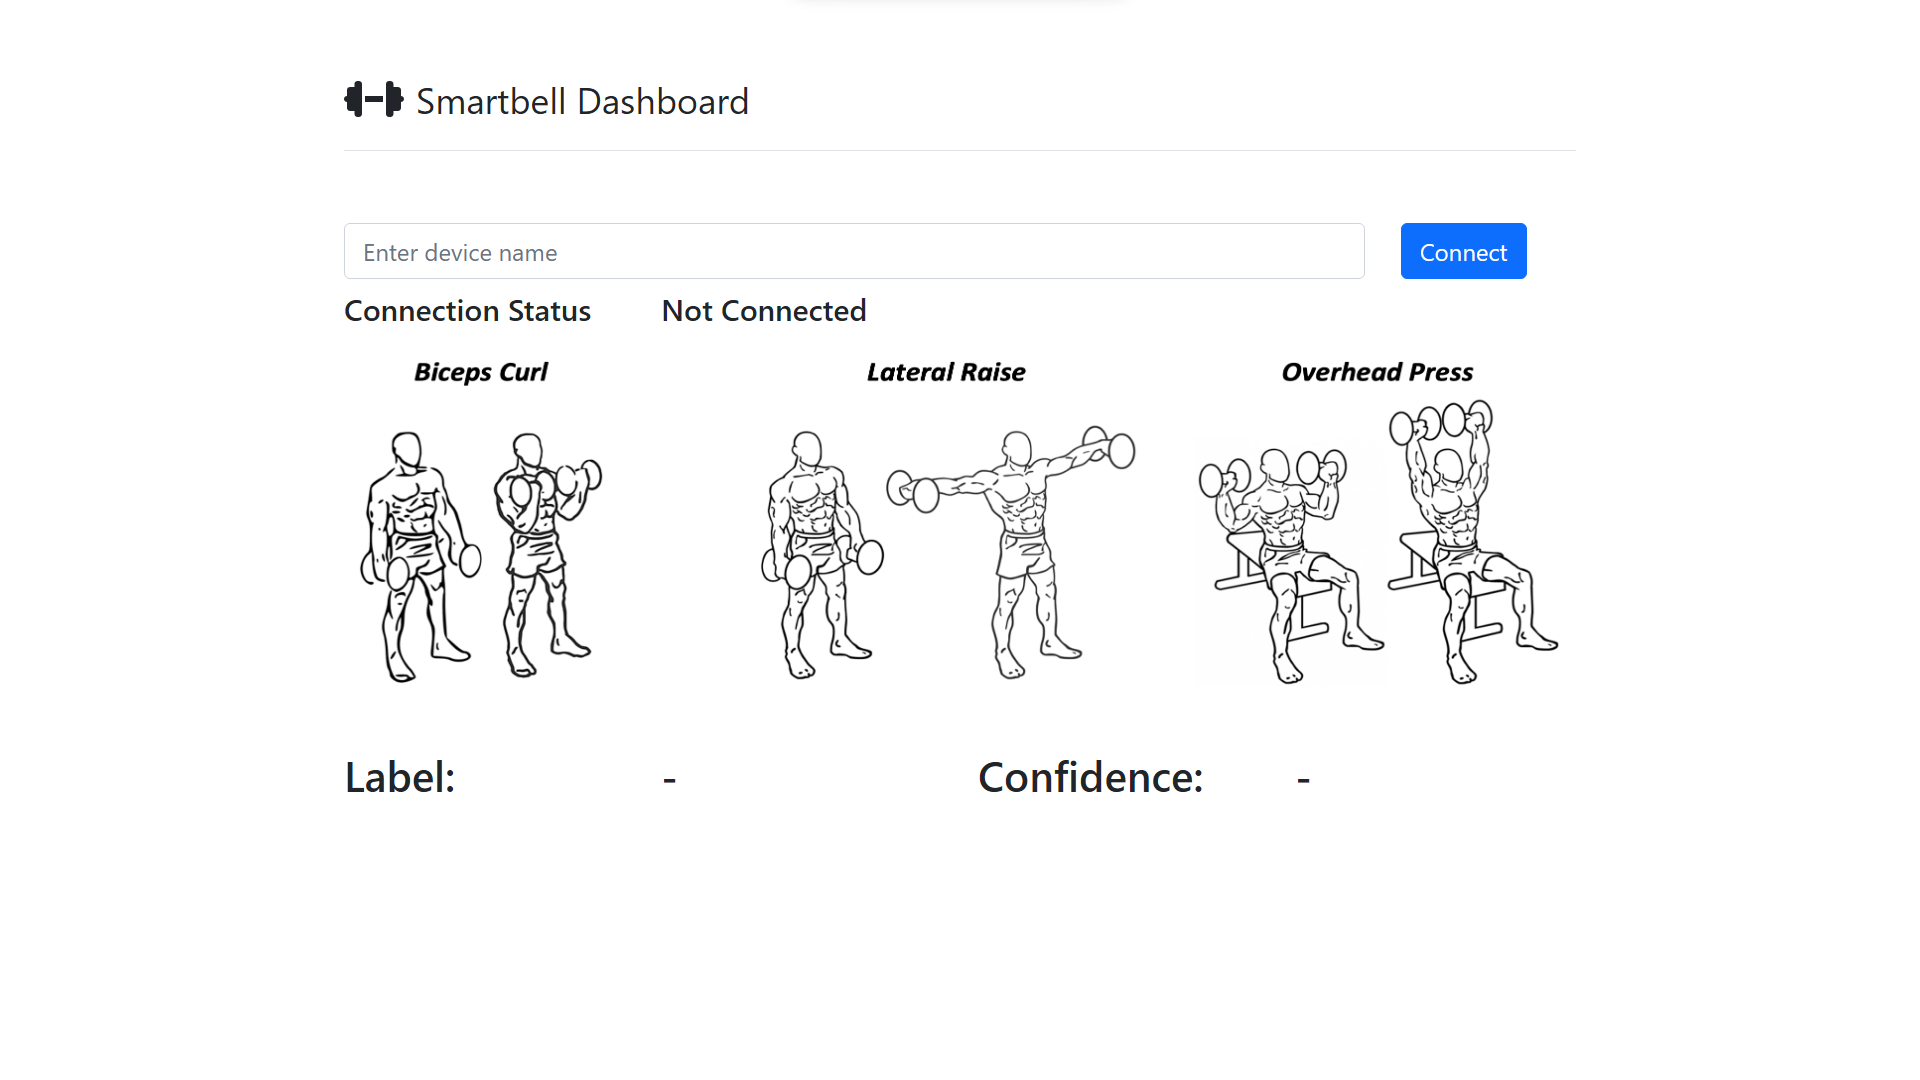 Smartbell Dashboard
Enter device name
Connect
Connection Status Not Connected
Biceps Curl Lateral Raise Overhead Press
Label: - Confidence: -